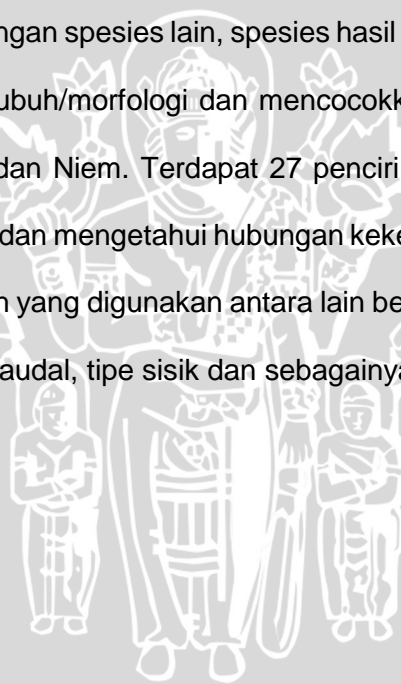 ngan spesies lain, spesies hasil
ubuh/morfologi dan mencocokk
dan Niem. Terdapat 27 penciri
dan mengetahui hubungan keke
n yang digunakan antara lain be
audal, tipe sisik dan sebagainya